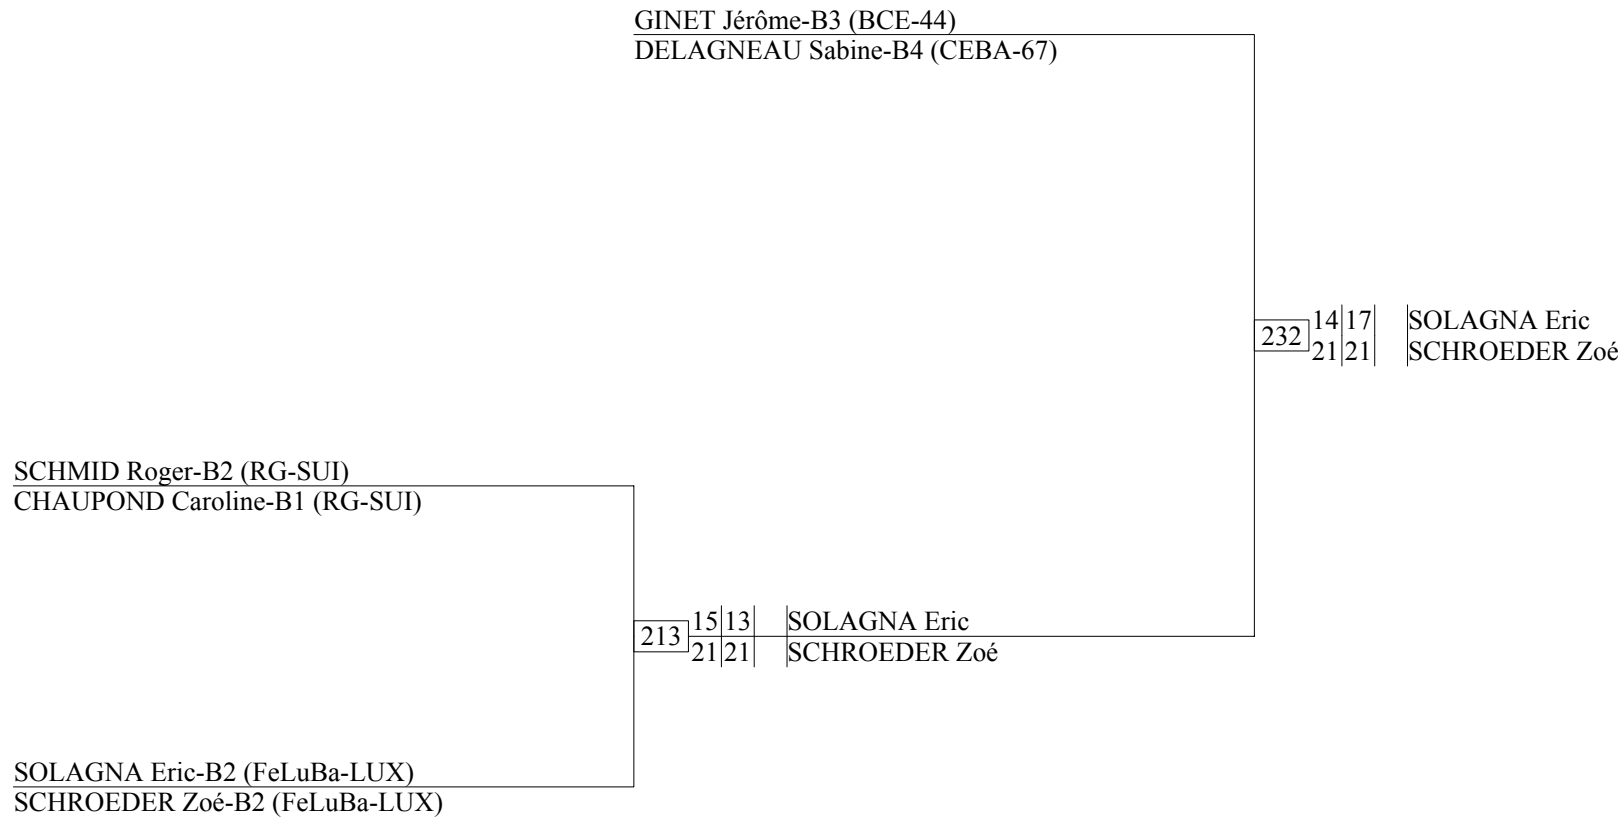 GINET Jérôme-B3 (BCE-44)
DELAGNEAU Sabine-B4 (CEBA-67)
232 14 17 SOLAGNA Eric
21 21 SCHROEDER Zoé
SCHMID Roger-B2 (RG-SUI)
CHAUPOND Caroline-B1 (RG-SUI)
213 15 13 SOLAGNA Eric
21 21 SCHROEDER Zoé
SOLAGNA Eric-B2 (FeLuBa-LUX)
SCHROEDER Zoé-B2 (FeLuBa-LUX)